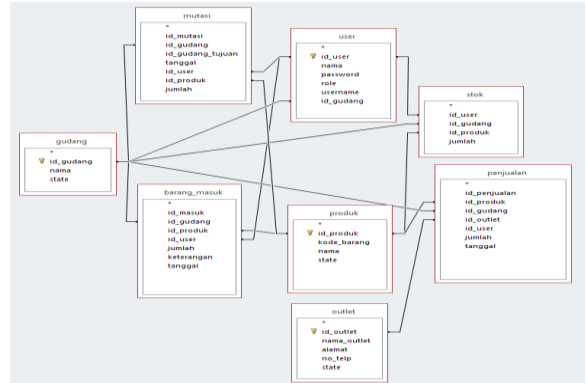 mutasi
*
id_mutasi
id_gudang
id_gudang_tujuan
tanggal
id_user
id_produk
jumlah
user
*
id_user
nama
password
role
username
id_gudang
stok
*
id_user
id_gudang
id_produk
jumlah
gudang
*
id_gudang
nama
state
barang_masuk
*
id_masuk
id_gudang
id_produk
id_user
jumlah
keterangan
tanggal
produk
*
id_produk
kode_barang
nama
state
penjualan
*
id_penjualan
id_produk
id_gudang
id_outlet
id_user
jumlah
tanggal
outlet
*
id_outlet
nama_outlet
alamat
no_telp
state